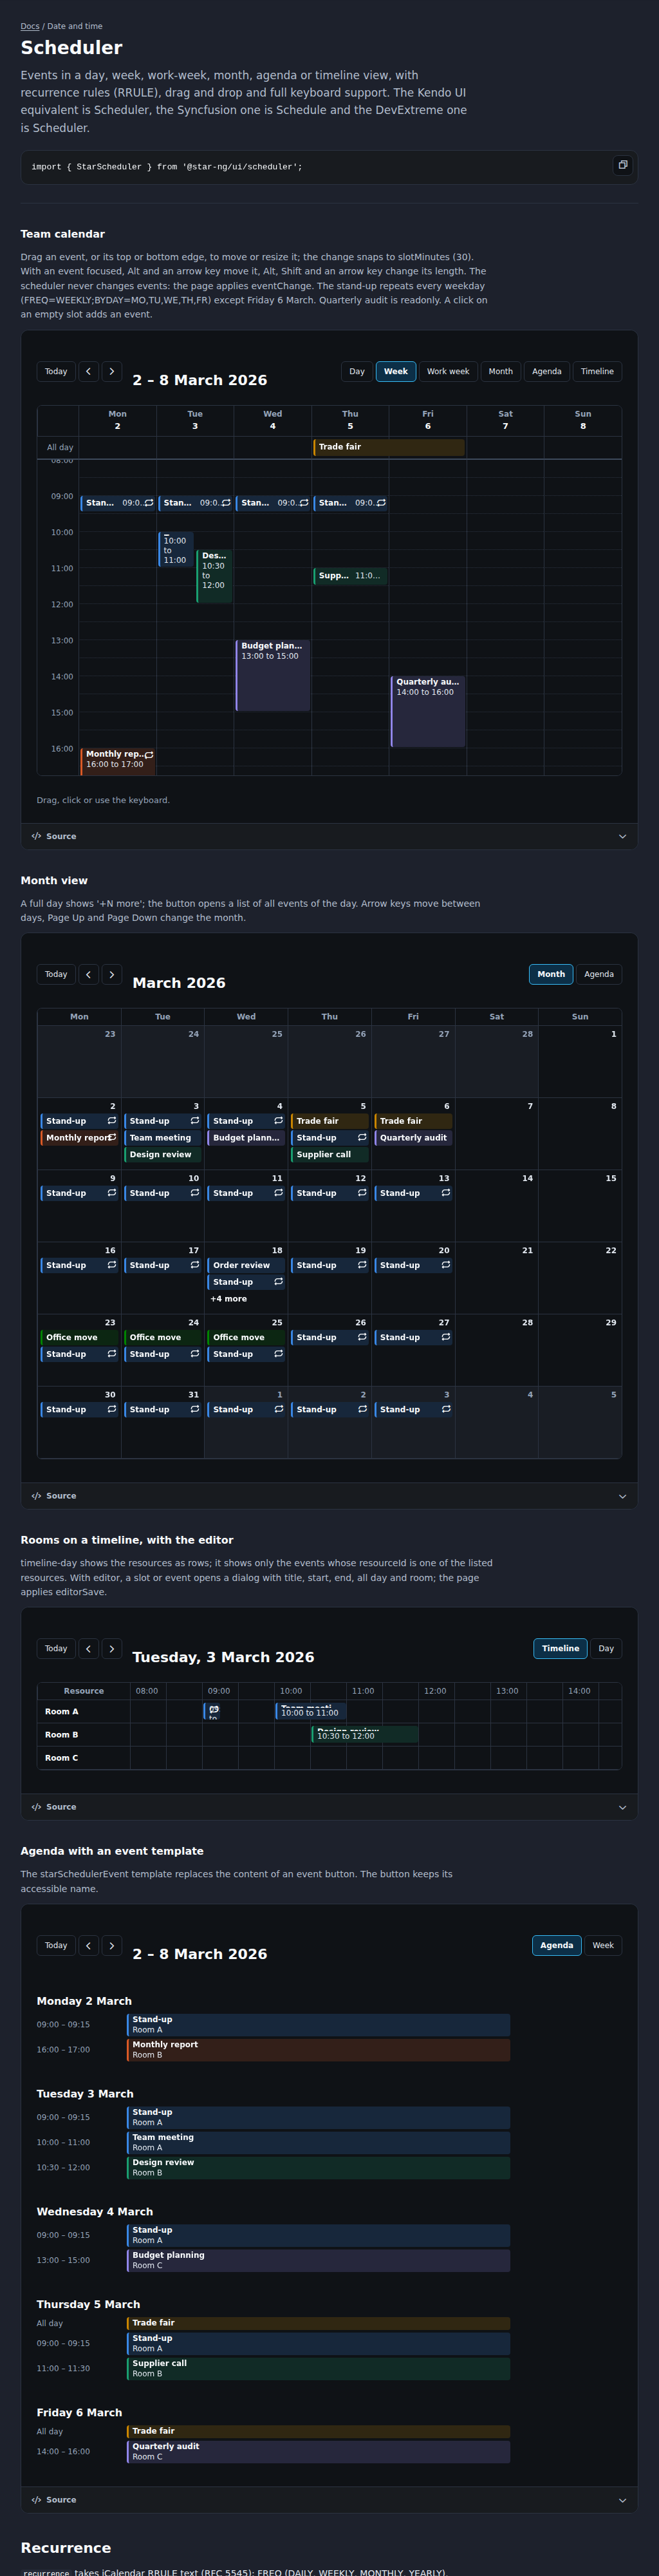 Docs / Date and time
Scheduler
Events in a day, week, work-week, month, agenda or timeline view, with
recurrence rules (RRULE), drag and drop and full keyboard support. The Kendo UI
equivalent is Scheduler, the Syncfusion one is Schedule and the DevExtreme one
is Scheduler.
import { StarScheduler } from '@star-ng/ui/scheduler';
Team calendar
Drag an event, or its top or bottom edge, to move or resize it; the change snaps to slotMinutes (30).
With an event focused, Alt and an arrow key move it, Alt, Shift and an arrow key change its length. The
scheduler never changes events: the page applies eventChange. The stand-up repeats every weekday
(FREQ=WEEKLY;BYDAY=MO,TU,WE,TH,FR) except Friday 6 March. Quarterly audit is readonly. A click on
an empty slot adds an event.
Today 2 – 8 March 2026 Day Week Work week Month Agenda Timeline
Mon Tue Wed Thu Fri Sat Sun
2 3 4 5 6 7 8
All day Trade fair
08:00
09:00 Stan… 09:0… Stan… 09:0… Stan… 09:0… Stan… 09:0…
10:00 10:00 to 11:00
Des… 10:30 to 12:00
11:00 Supp… 11:0…
12:00
13:00 Budget plan… 13:00 to 15:00
14:00 Quarterly au… 14:00 to 16:00
15:00
16:00 Monthly rep… 16:00 to 17:00
Drag, click or use the keyboard.
Source
Month view
A full day shows '+N more'; the button opens a list of all events of the day. Arrow keys move between
days, Page Up and Page Down change the month.
Today March 2026 Month Agenda
Mon Tue Wed Thu Fri Sat Sun
23 24 25 26 27 28 1
2 3 4 5 6 7 8
Stand-up Stand-up Stand-up Trade fair Trade fair
Monthly report Team meeting Budget plann… Stand-up Quarterly audit
Design review Supplier call
9 10 11 12 13 14 15
Stand-up Stand-up Stand-up Stand-up Stand-up
16 17 18 19 20 21 22
Stand-up Stand-up Order review Stand-up Stand-up
Stand-up
+4 more
23 24 25 26 27 28 29
Office move Office move Office move Stand-up Stand-up
Stand-up Stand-up Stand-up
30 31 1 2 3 4 5
Stand-up Stand-up Stand-up Stand-up Stand-up
Source
Rooms on a timeline, with the editor
timeline-day shows the resources as rows; it shows only the events whose resourceId is one of the listed
resources. With editor, a slot or event opens a dialog with title, start, end, all day and room; the page
applies editorSave.
Today Tuesday, 3 March 2026 Timeline Day
Resource 08:00 09:00 10:00 11:00 12:00 13:00 14:00
Room A 10:00 to 11:00
Room B Design review 10:30 to 12:00
Room C
Source
Agenda with an event template
The starSchedulerEvent template replaces the content of an event button. The button keeps its
accessible name.
Today 2 – 8 March 2026 Agenda Week
Monday 2 March
09:00 – 09:15 Stand-up
Room A
16:00 – 17:00 Monthly report
Room B
Tuesday 3 March
09:00 – 09:15 Stand-up
Room A
10:00 – 11:00 Team meeting
Room A
10:30 – 12:00 Design review
Room B
Wednesday 4 March
09:00 – 09:15 Stand-up
Room A
13:00 – 15:00 Budget planning
Room C
Thursday 5 March
All day Trade fair
09:00 – 09:15 Stand-up
Room A
11:00 – 11:30 Supplier call
Room B
Friday 6 March
All day Trade fair
14:00 – 16:00 Quarterly audit
Room C
Source
Recurrence
recurrence takes iCalendar RRULE text (RFC 5545): FREQ (DAILY, WEEKLY, MONTHLY, YEARLY),